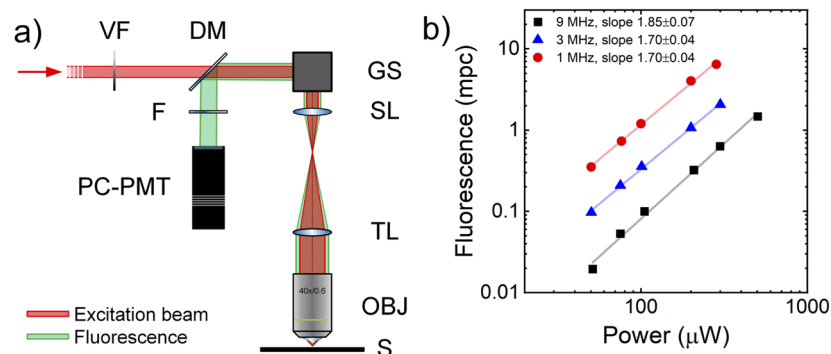 a)
VF
DM
GS
F
SL
PC-PMT
TL
40x/0.6
OBJ
Excitation beam
Fluorescence
S
b)
9 MHz, slope 1.85±0.07
3 MHz, slope 1.70±0.04
1 MHz, slope 1.70±0.04
Fluorescence (mpc)
10
1
0.1
0.01
100
1000
Power (μW)